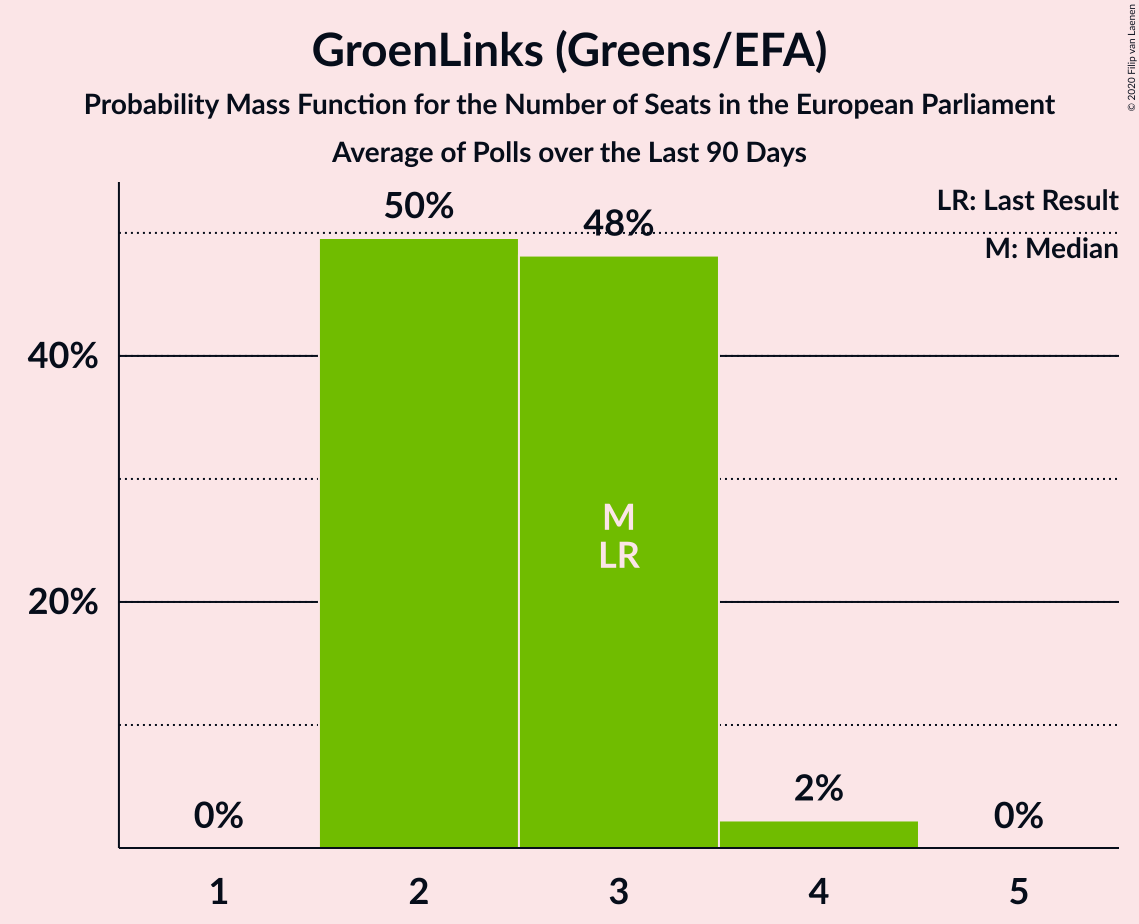 GroenLinks (Greens/EFA)
Probability Mass Function for the Number of Seats in the European Parliament
Average of Polls over the Last 90 Days
© 2020 Filip van Laenen
LR: Last Result
M: Median
50%
48%
40%
20%
M
LR
0%
2%
0%
1 2 3 4 5